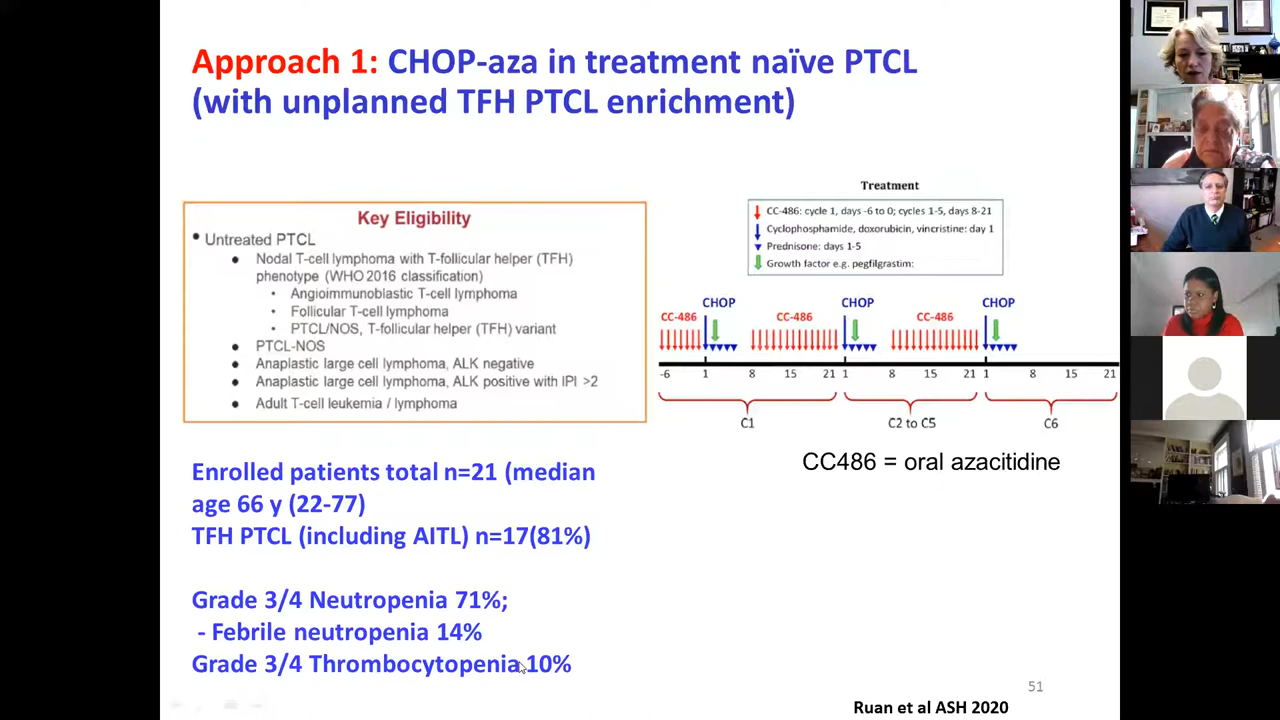 Approach 1: CHOP-aza in treatment naïve PTCL
(with unplanned TFH PTCL enrichment)
Key Eligibility
Untreated PTCL
Nodal T-cell lymphoma with T-follicular helper (TFH)
phenotype (WHO 2016 classification)
Angioimmunoblastic T-cell lymphoma
Follicular T-cell lymphoma
PTCL/NOS, T-follicular helper (TFH) variant
PTCL-NOS
Anaplastic large cell lymphoma, ALK negative
Anaplastic large cell lymphoma, ALK positive with IPI >2
Adult T-cell leukemia / lymphoma
Treatment
CC-486: cycle 1, days -6 to 0; cycles 1-5, days 8-21
Cyclophosphamide, doxorubicin, vincristine: day 1
Prednisone: days 1-5
Growth factor e.g. pegfilgrastim:
CHOP CHOP CHOP
CC-486 CC-486 CC-486
-6 1 8 15 21 1 8 15 21 1 8 15 21
C1 C2 to C5 C6
CC486 = oral azacitidine
Enrolled patients total n=21 (median
age 66 y (22-77)
TFH PTCL (including AITL) n=17(81%)
Grade 3/4 Neutropenia 71%;
- Febrile neutropenia 14%
Grade 3/4 Thrombocytopenia 10%
51
Ruan et al ASH 2020